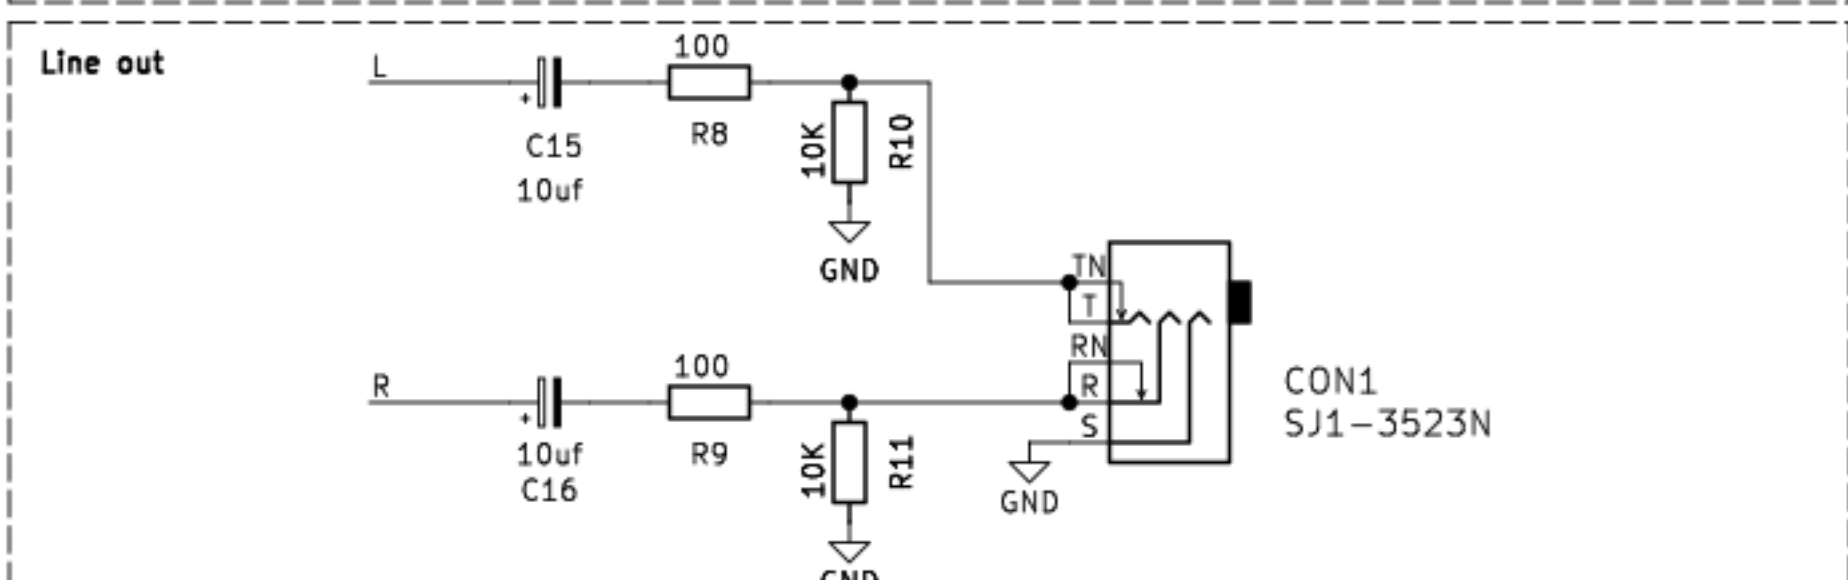 Line out
L
100
+
C15
10uf
R8
10K
R10
GND
TN
T
RN
R
S
CON1
SJ1-3523N
GND
R
100
+
10uf
C16
R9
10K
R11
GND